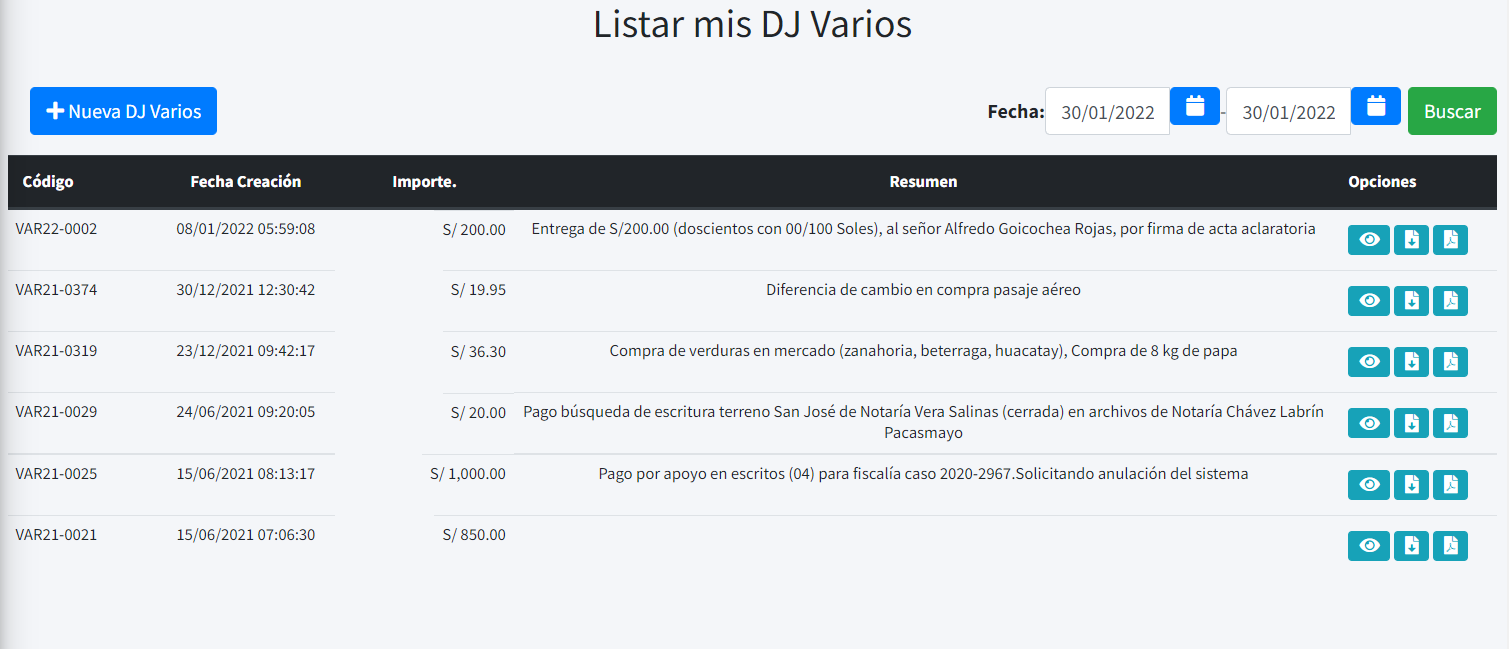 Listar mis DJ Varios
Nueva DJ Varios Fecha: 30/01/2022 - 30/01/2022 Buscar
Código Fecha Creación Importe. Resumen Opciones
VAR22-0002 08/01/2022 05:59:08 S/ 200.00 Entrega de S/200.00 (doscientos con 00/100 Soles), al señor Alfredo Goicochea Rojas, por firma de acta aclaratoria
VAR21-0374 30/12/2021 12:30:42 S/ 19.95 Diferencia de cambio en compra pasaje aéreo
VAR21-0319 23/12/2021 09:42:17 S/ 36.30 Compra de verduras en mercado (zanahoria, beterraga, huacatay), Compra de 8 kg de papa
VAR21-0029 24/06/2021 09:20:05 S/ 20.00 Pago búsqueda de escritura terreno San José de Notaría Vera Salinas (cerrada) en archivos de Notaría Chávez Labrín
Pacasmayo
VAR21-0025 15/06/2021 08:13:17 S/ 1,000.00 Pago por apoyo en escritos (04) para fiscalía caso 2020-2967.Solicitando anulación del sistema
VAR21-0021 15/06/2021 07:06:30 S/ 850.00